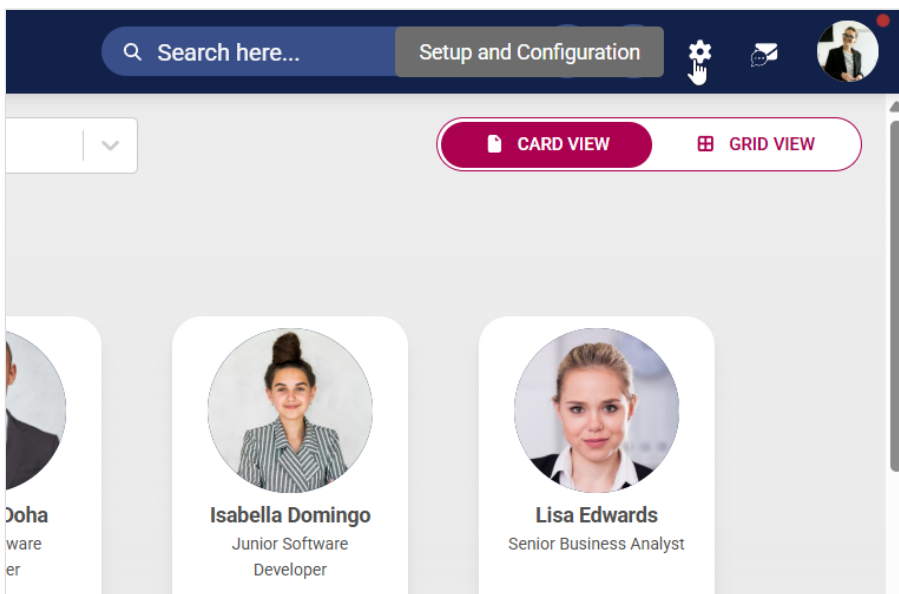 Search here...
Setup and Configuration
CARD VIEW
GRID VIEW
Doha
ware
er
Isabella Domingo
Junior Software
Developer
Lisa Edwards
Senior Business Analyst